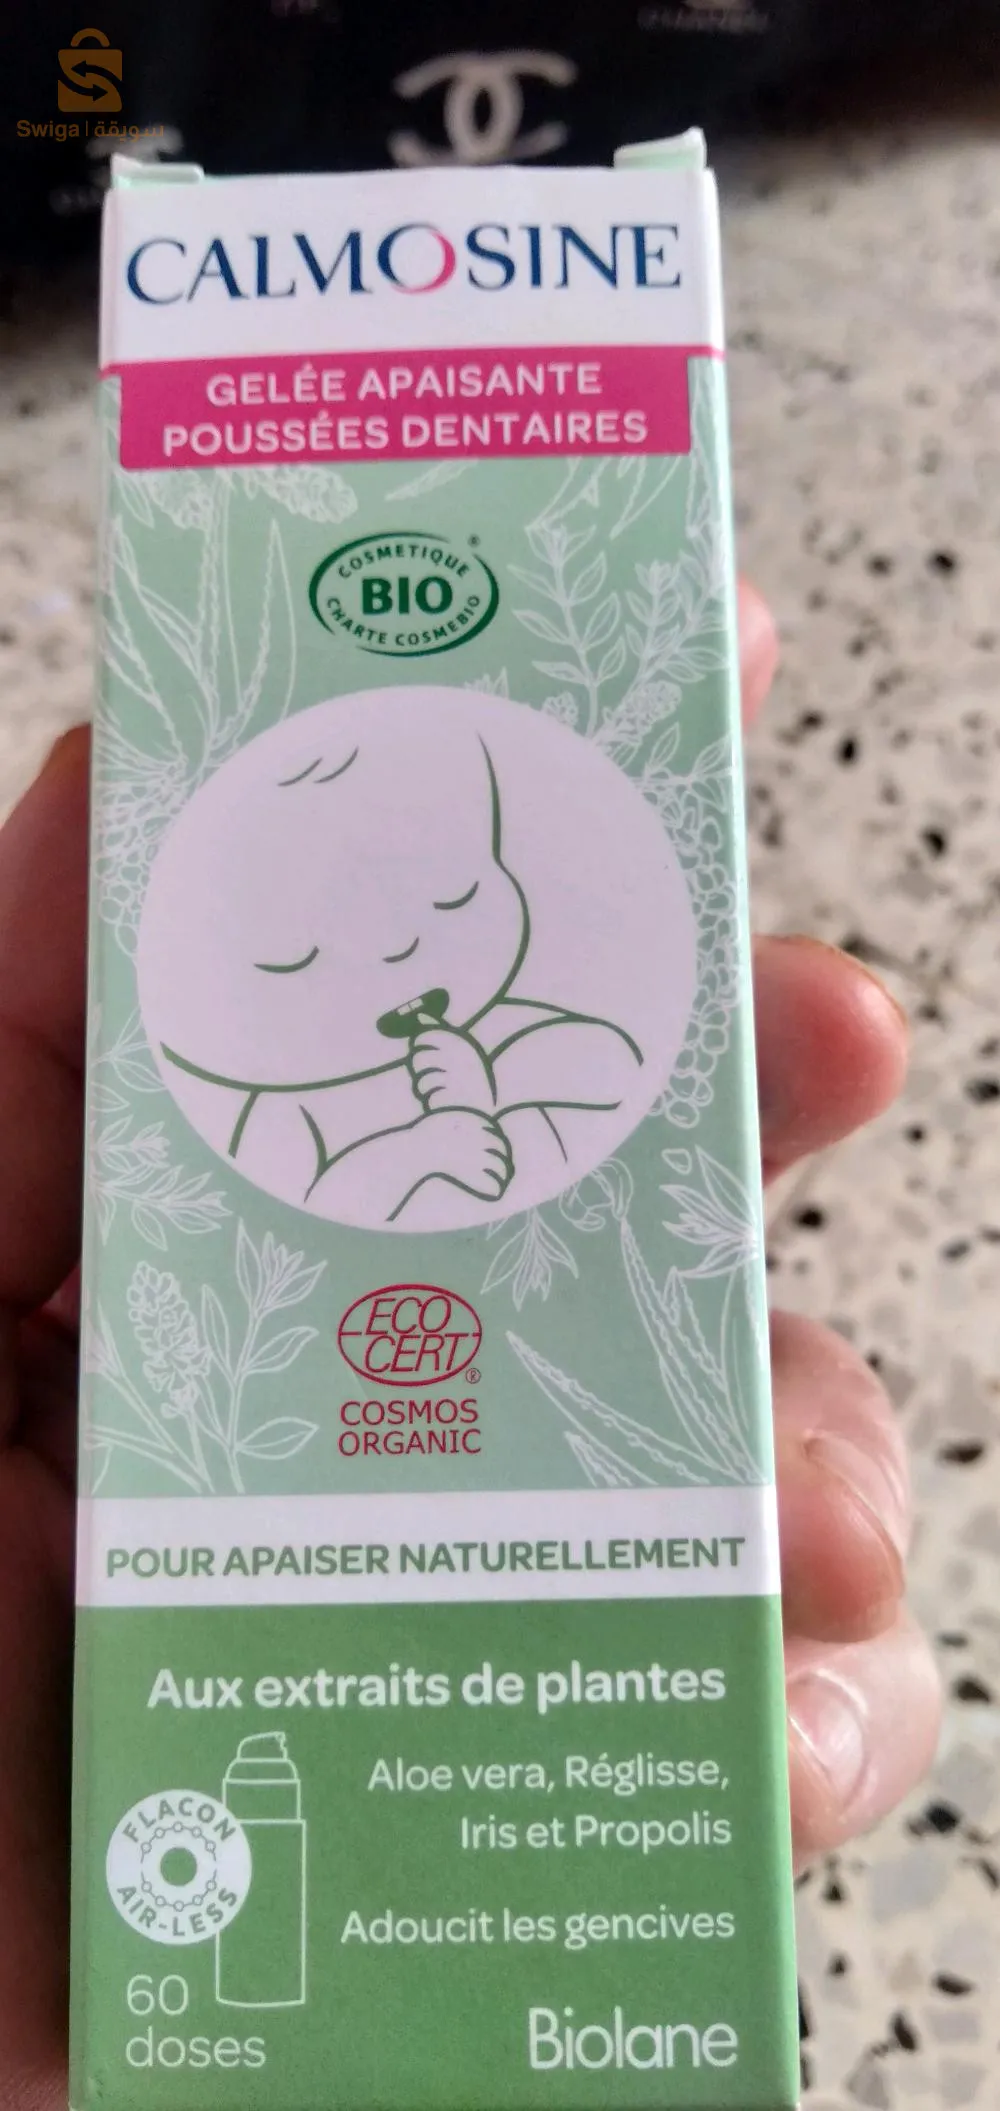 Swiga | سويقة
CALMOSINE
GELÉE APAISANTE
POUSSÉES DENTAIRES
COSMETIQUE
BIO
CHARTE COSMEBIO
®
ECO
CERT
®
COSMOS
ORGANIC
POUR APAISER NATURELLEMENT
Aux extraits de plantes
Aloe vera, Réglisse,
Iris et Propolis
FLACON
AIR-LESS
Adoucit les gencives
60
doses
Biolane